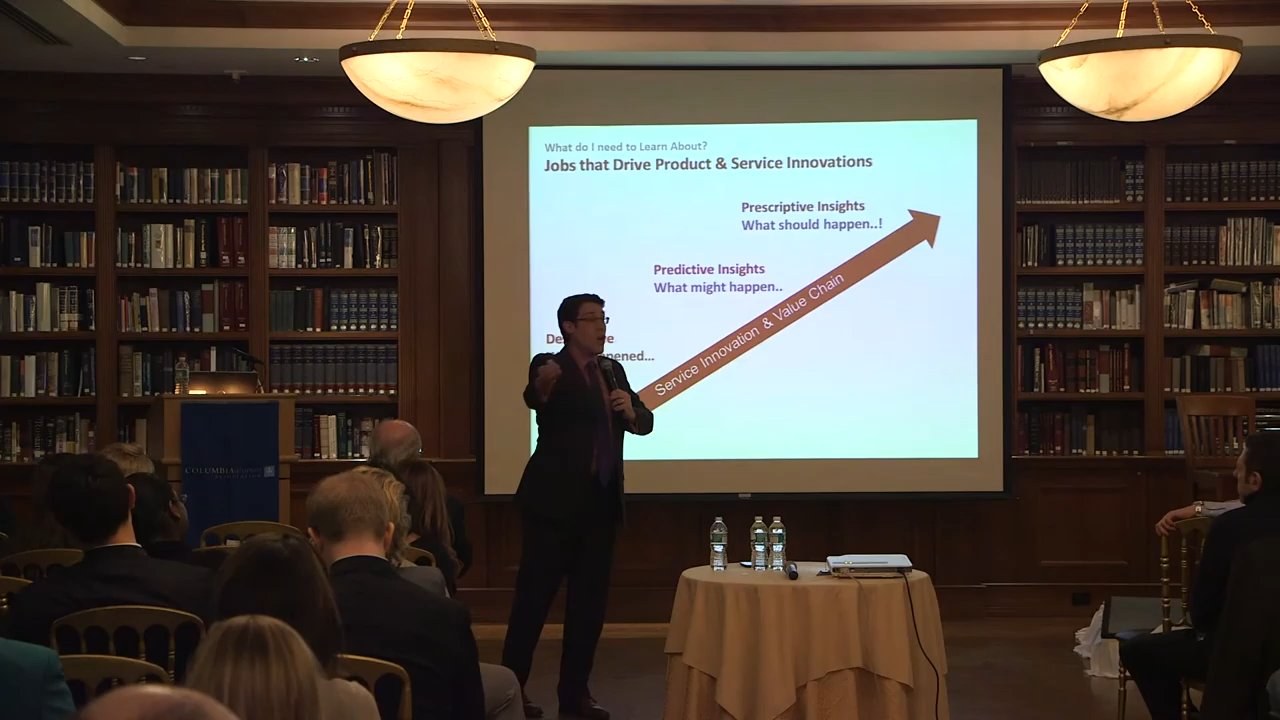 What do I need to Learn About?
Jobs that Drive Product & Service Innovations
Prescriptive Insights
What should happen..!
Predictive Insights
What might happen..
Service Innovation & Value Chain
COLUMBIA